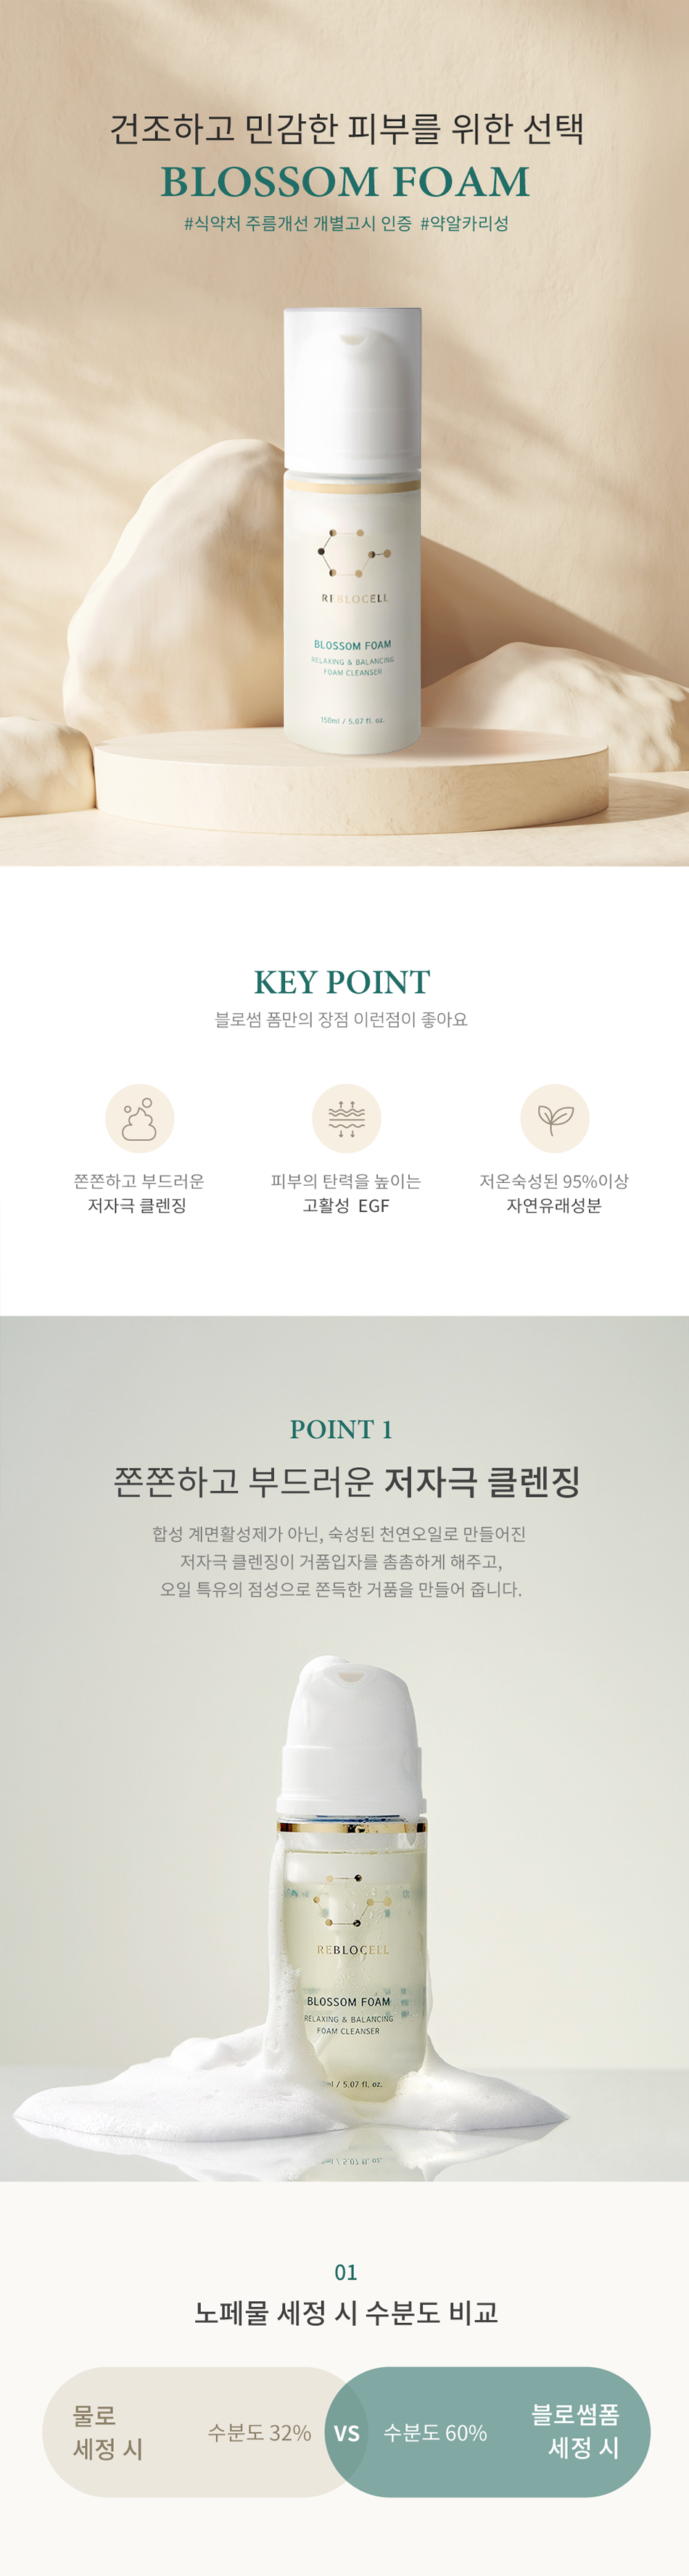 건조하고 민감한 피부를 위한 선택
BLOSSOM FOAM
#식약처 주름개선 개별고시 인증 #약알카리성
REBLOCELL
BLOSSOM FOAM
RELAXING & BALANCING
FOAM CLEANSER
150ml / 5.07 fl. oz.
KEY POINT
블로썸 폼만의 장점 이런점이 좋아요
쫀쫀하고 부드러운
저자극 클렌징
피부의 탄력을 높이는
고활성 EGF
저온숙성된 95%이상
자연유래성분
POINT 1
쫀쫀하고 부드러운 저자극 클렌징
합성 계면활성제가 아닌, 숙성된 천연오일로 만들어진
저자극 클렌징이 거품입자를 촘촘하게 해주고,
오일 특유의 점성으로 쫀득한 거품을 만들어 줍니다.
REBLOCELL
BLOSSOM FOAM
RELAXING & BALANCING
FOAM CLEANSER
/ 5.07 fl. oz.
01
노페물 세정 시 수분도 비교
물로
세정 시
수분도 32%
VS
수분도 60%
블로썸폼
세정 시